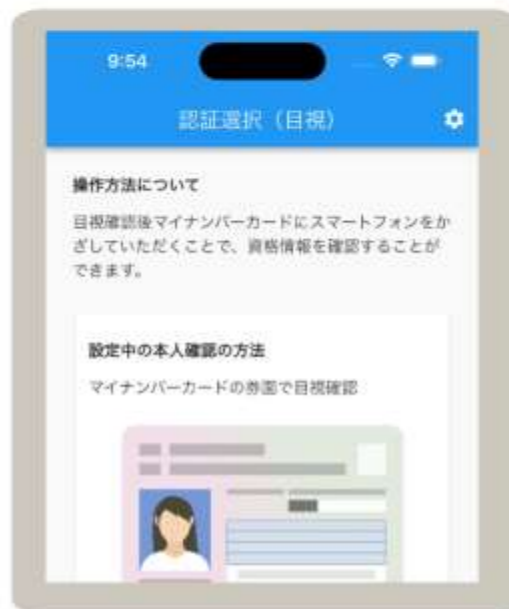 9:54
認証選択（目視）
操作方法について
目視確認後マイナンバーカードにスマートフォンをか
ざしていただくことで、資格情報を確認することが
できます。
設定中の本人確認の方法
マイナンバーカードの券面で目視確認